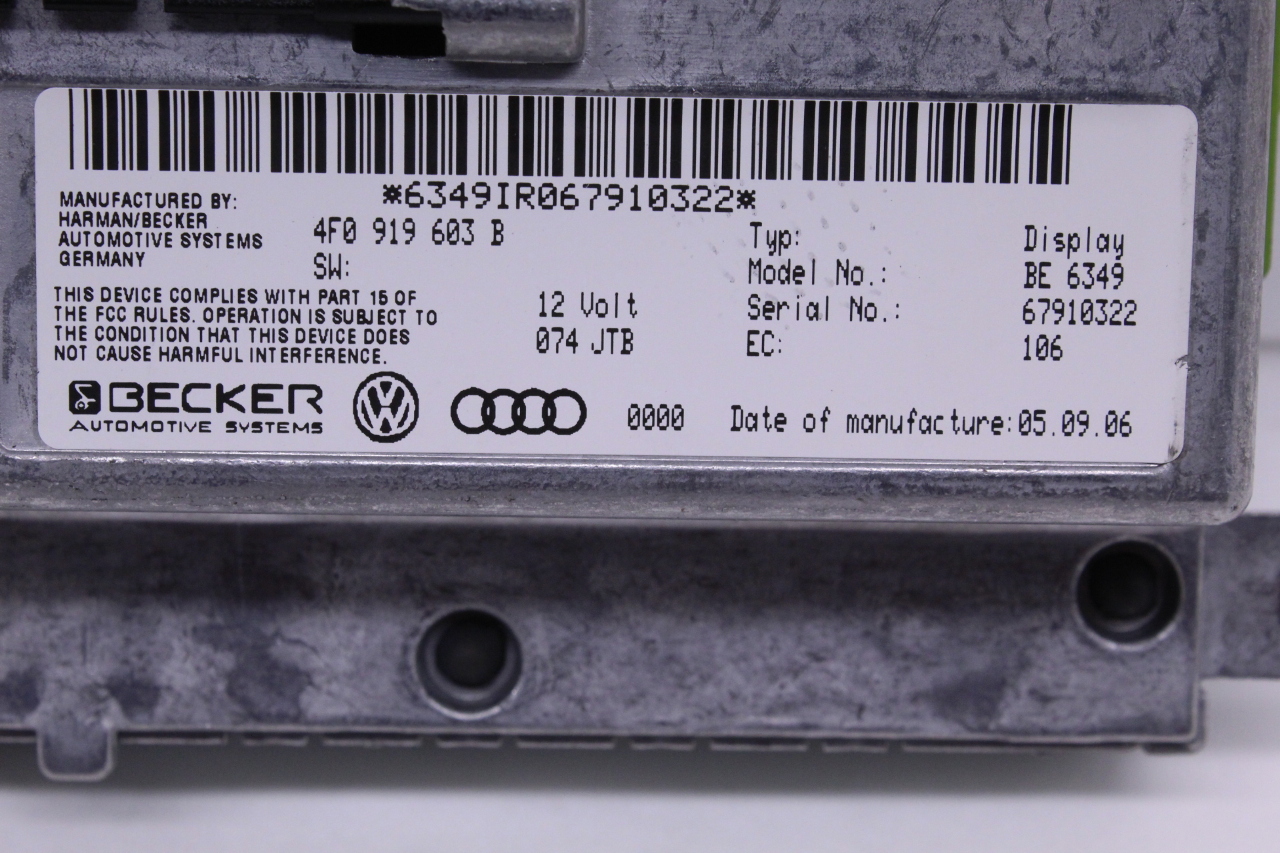 *6349IR067910322*
MANUFACTURED BY:
HARMAN/BECKER
AUTOMOTIVE SYSTEMS
GERMANY
4F0 919 603 B
SW:
THIS DEVICE COMPLIES WITH PART 15 OF
THE FCC RULES. OPERATION IS SUBJECT TO
THE CONDITION THAT THIS DEVICE DOES
NOT CAUSE HARMFUL INTERFERENCE.
12 Volt
074 JTB
Typ: Display
Model No.: BE 6349
Serial No.: 67910322
EC: 106
BECKER
AUTOMOTIVE SYSTEMS
VW
0000 Date of manufacture:05.09.06